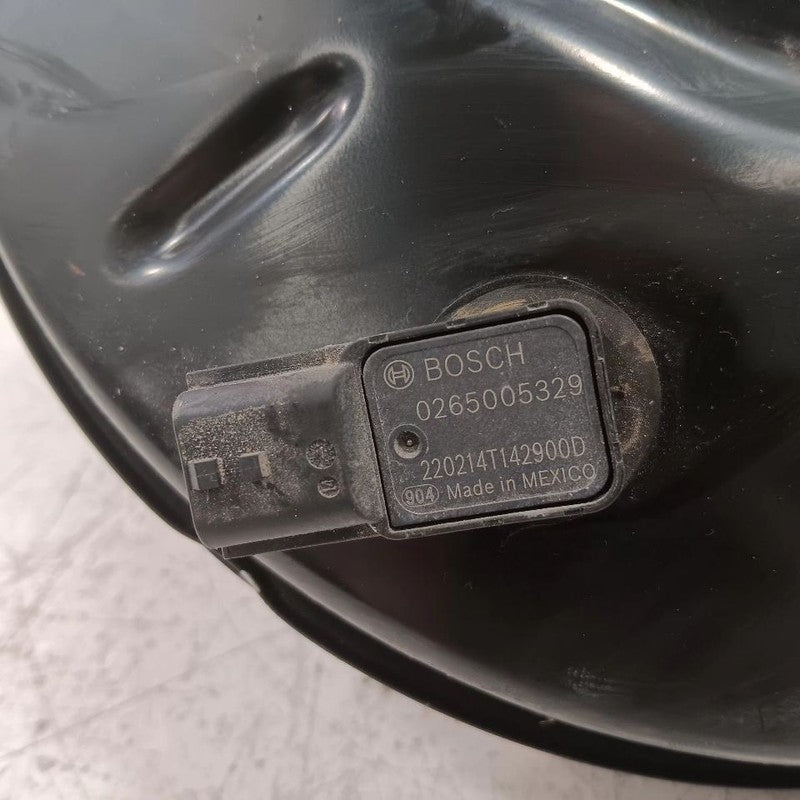 BOSCH
0265005329
220214T142900D
904 Made in MEXICO